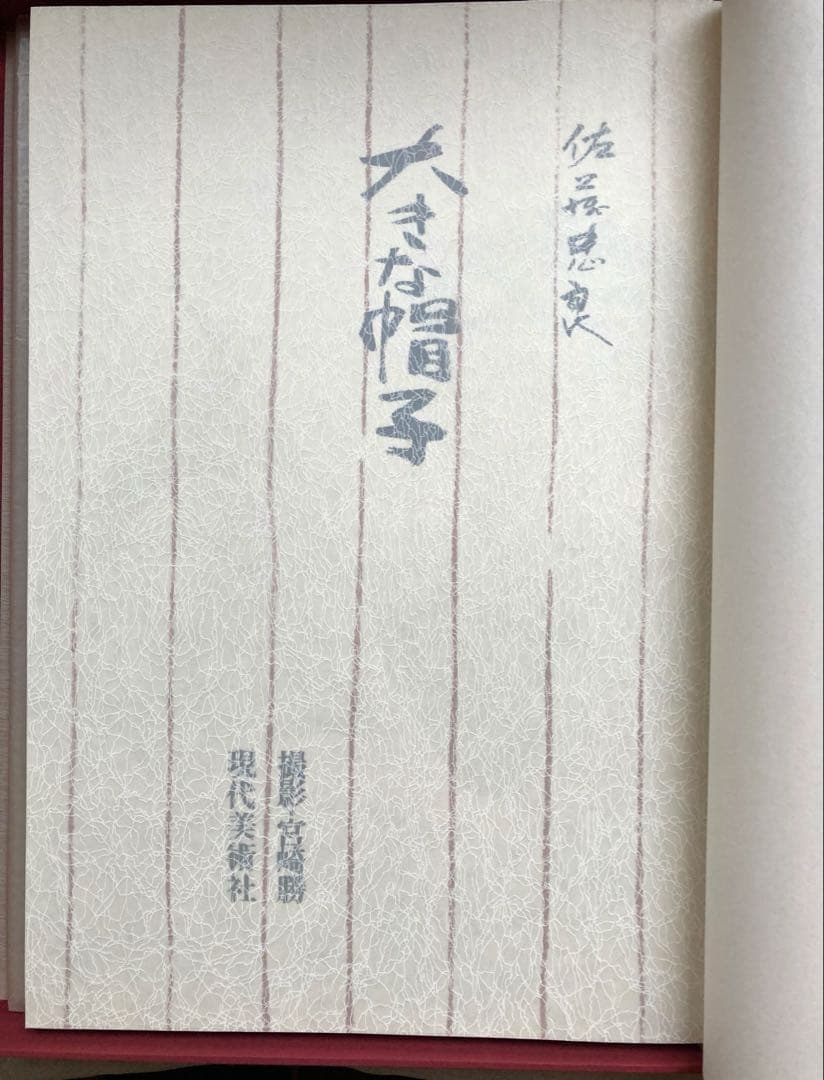 佐藤忠良
大きな帽子
撮影・宮崎勝
現代美術社